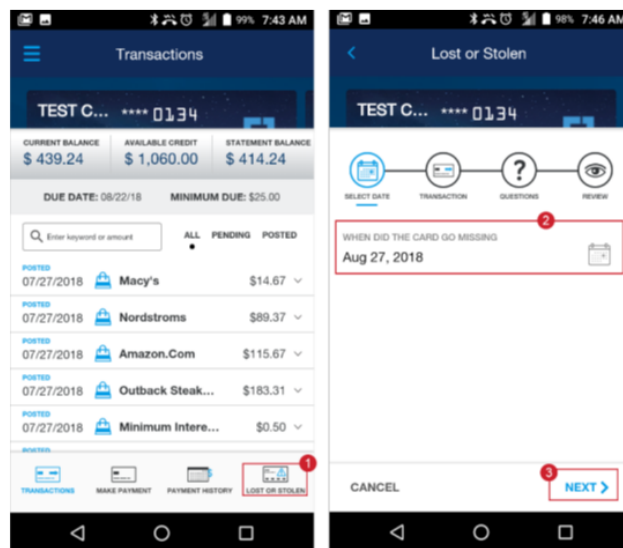 99% 7:43 AM
Transactions
TEST C... **** 0134
CURRENT BALANCE AVAILABLE CREDIT STATEMENT BALANCE
$ 439.24 $ 1,060.00 $ 414.24
DUE DATE: 08/22/18 MINIMUM DUE: $25.00
Enter keyword or amount ALL PENDING POSTED
POSTED
07/27/2018 Macy's $14.67
POSTED
07/27/2018 Nordstroms $89.37
POSTED
07/27/2018 Amazon.Com $115.67
POSTED
07/27/2018 Outback Steak... $183.31
POSTED
07/27/2018 Minimum Intere... $0.50
POSTED
1
TRANSACTIONS MAKE PAYMENT PAYMENT HISTORY LOST OR STOLEN
98% 7:46 AM
Lost or Stolen
TEST C... **** 0134
SELECT DATE TRANSACTION QUESTIONS REVIEW
2
WHEN DID THE CARD GO MISSING
Aug 27, 2018
3
CANCEL NEXT